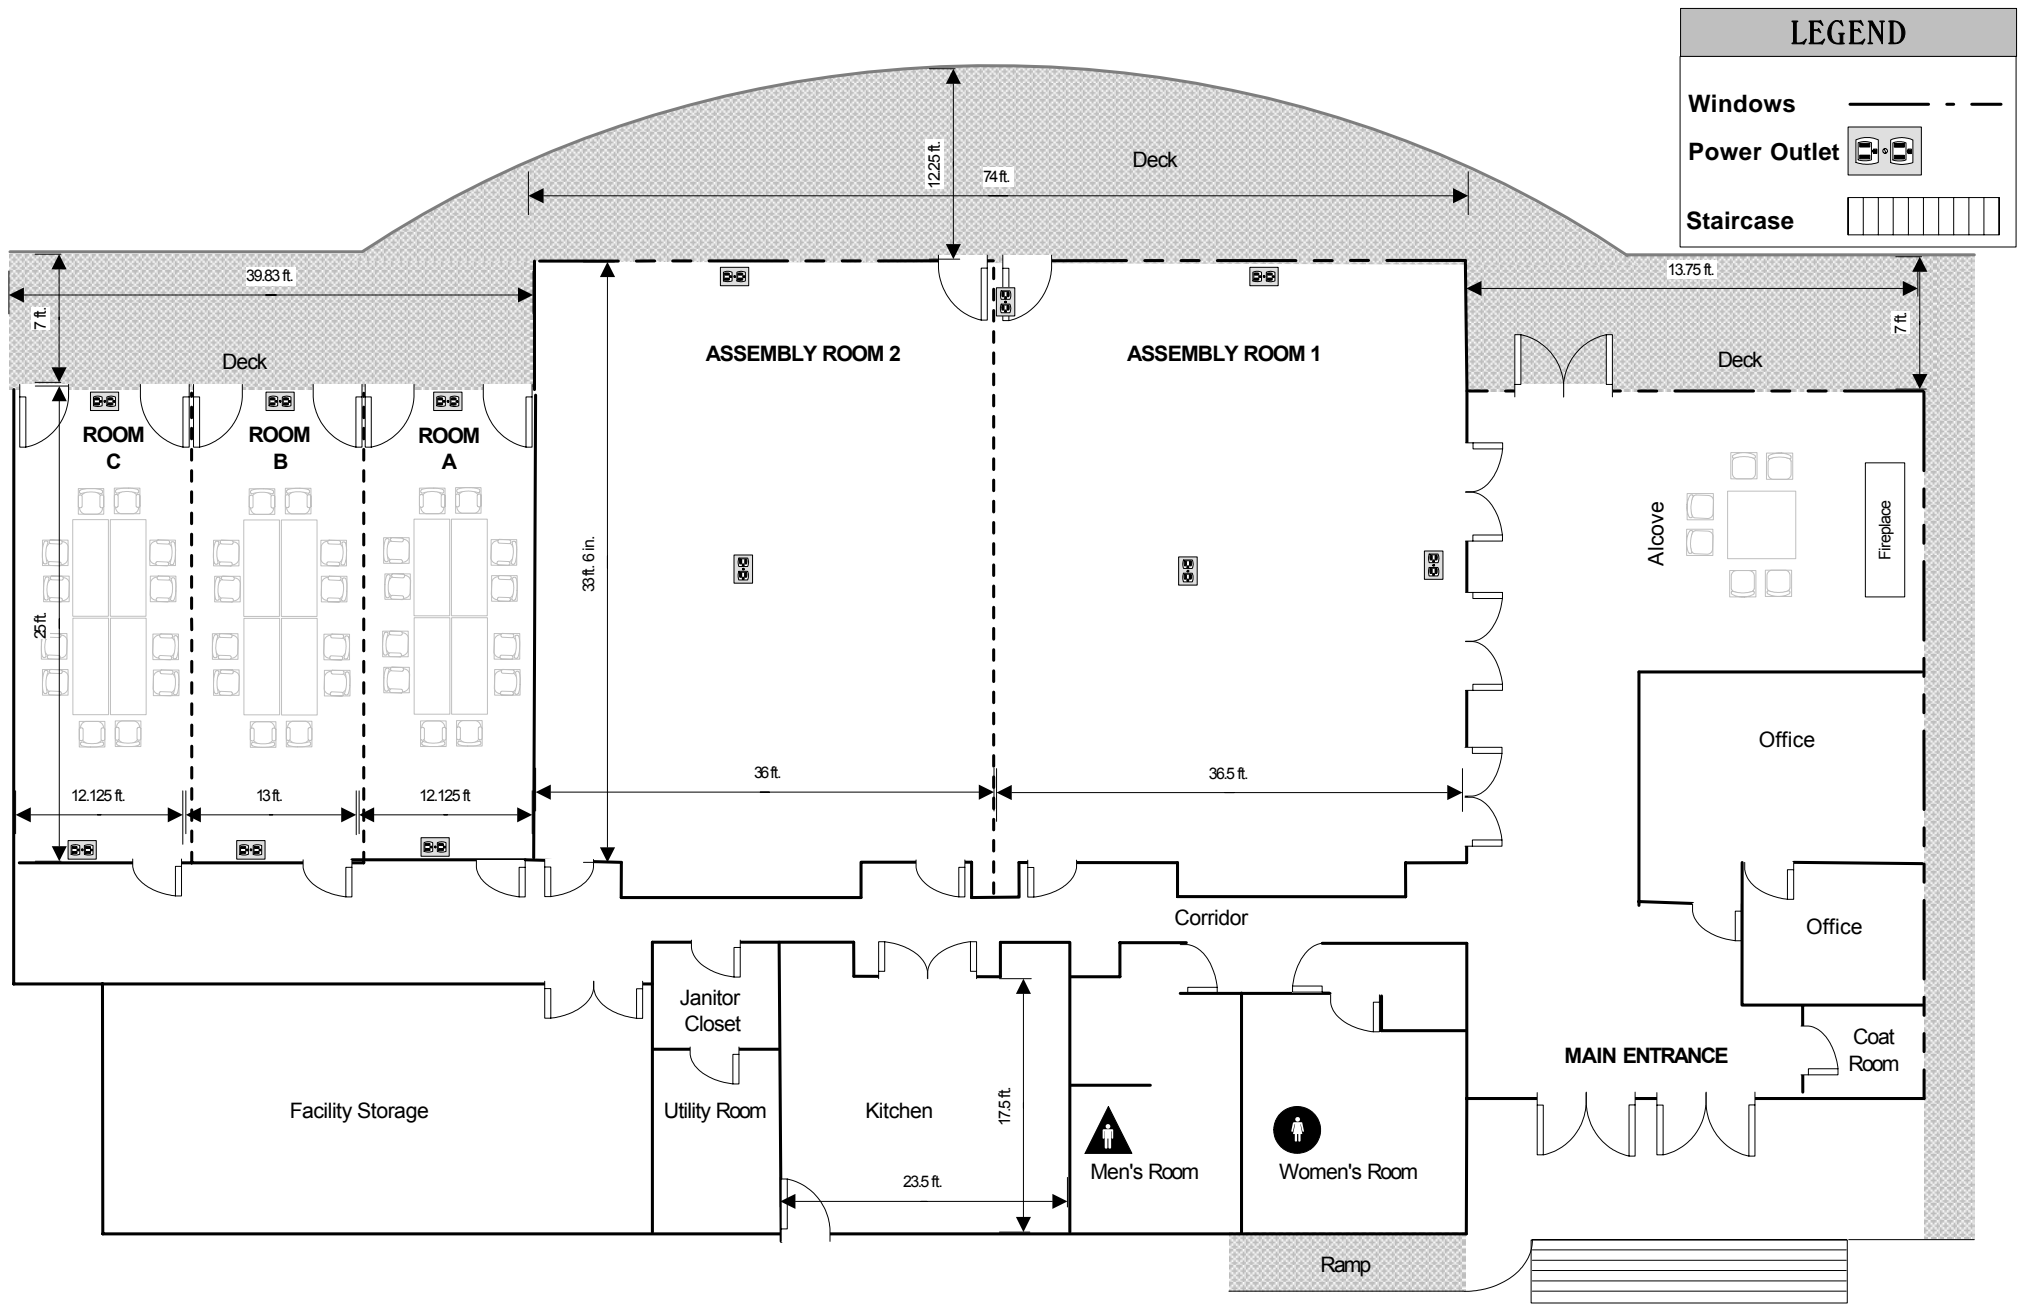 LEGEND
Windows
Power Outlet
Staircase
12.25 ft.
Deck
74 ft.
39.83 ft.
7 ft.
Deck
13.75 ft.
7 ft.
Deck
ASSEMBLY ROOM 2
ASSEMBLY ROOM 1
ROOM
C
ROOM
B
ROOM
A
Alcove
Fireplace
33 ft. 6 in.
25 ft.
Office
36 ft.
36.5 ft.
12.125 ft.
13 ft.
12.125 ft
Corridor
Office
Janitor
Closet
Coat
Room
MAIN ENTRANCE
Facility Storage
Utility Room
Kitchen
17.5 ft.
Men's Room
Women's Room
23.5 ft.
Ramp